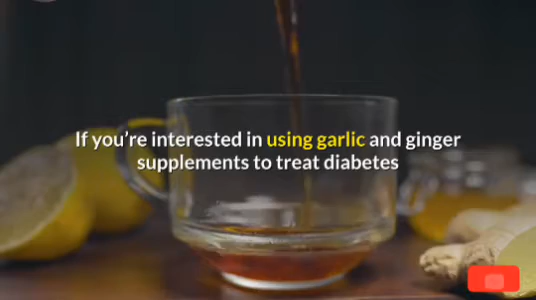 If you’re interested in using garlic and ginger
supplements to treat diabetes